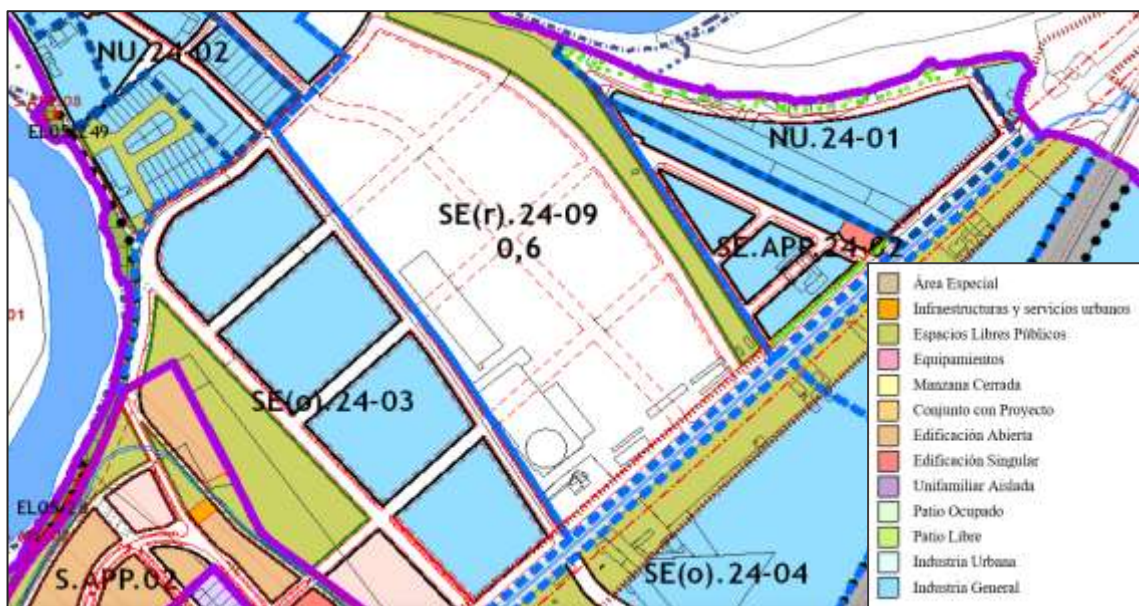 NU.24-02
EL05/249
NU.24-01
SE(r).24-09
0,6
SE.APP.24-02
01
SE(o).24-03
S.APP.02
SE(o).24-04
Área Especial
Infraestructuras y servicios urbanos
Espacios Libres Públicos
Equipamientos
Manzana Cerrada
Conjunto con Proyecto
Edificación Abierta
Edificación Singular
Unifamiliar Aislada
Patio Ocupado
Patio Libre
Industria Urbana
Industria General